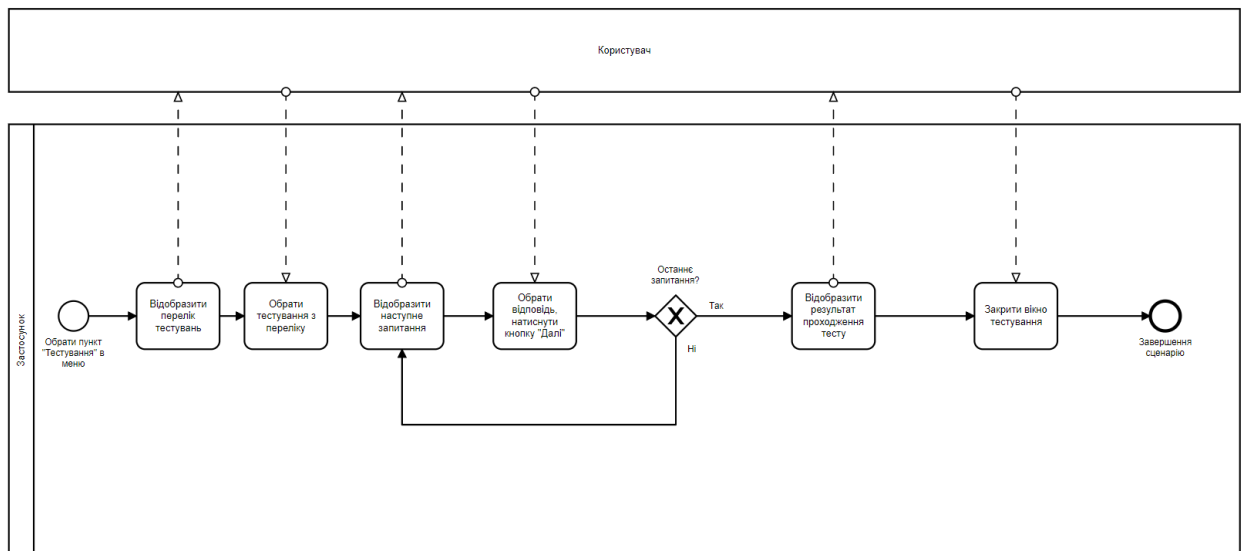 Користувач
Застосунок
Обрати пункт
"Тестування" в
меню
Відобразити
перелік
тестувань
Обрати
тестування з
переліку
Відобразити
наступне
запитання
Обрати
відповідь,
натиснути
кнопку "Далі"
Останнє
запитання?
Так
Ні
Відобразити
результат
проходження
тесту
Закрити вікно
тестування
Завершення
сценарію